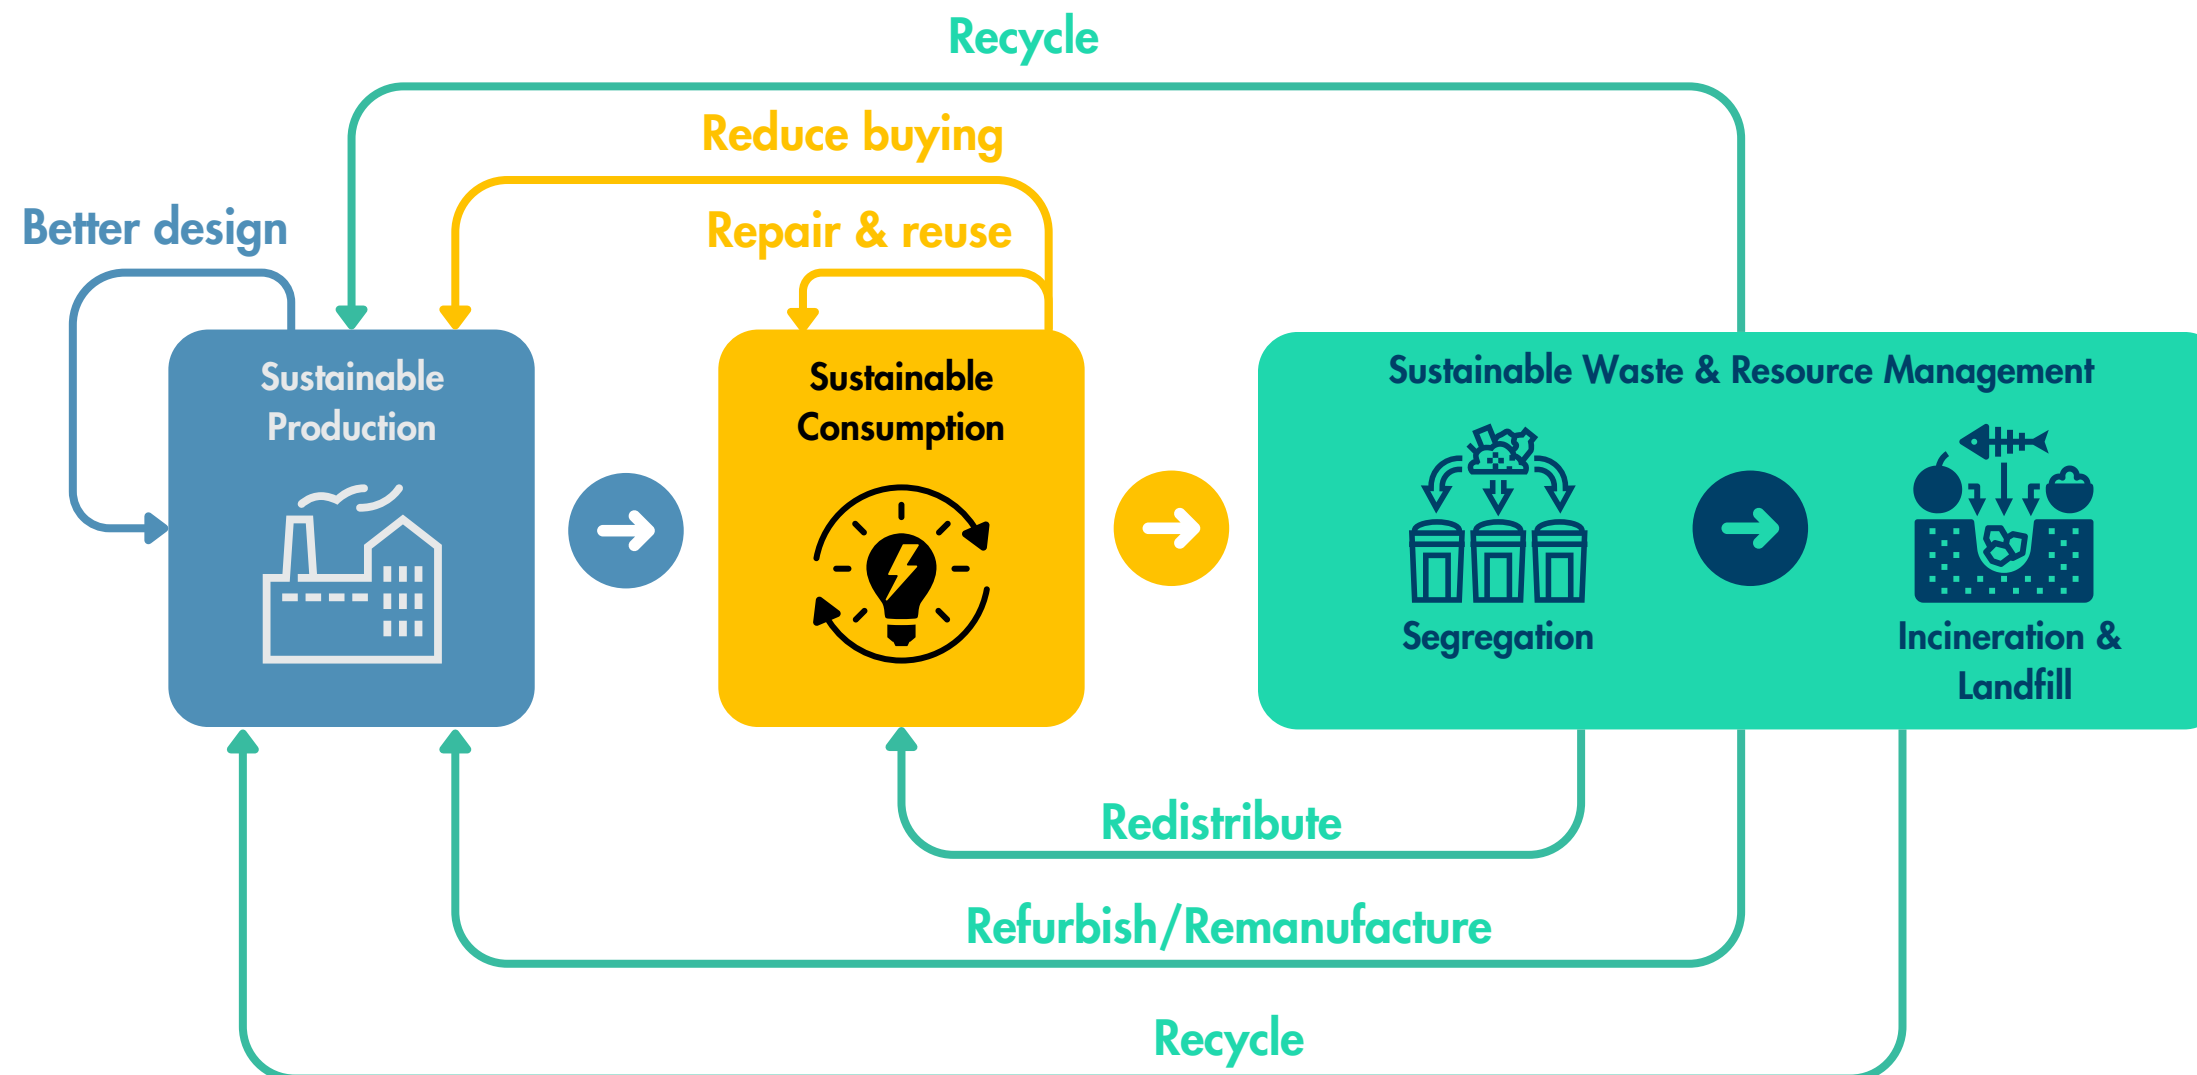 Recycle
Reduce buying
Better design
Repair & reuse
Sustainable
Production
Sustainable
Consumption
Sustainable Waste & Resource Management
Segregation
Incineration &
Landfill
Redistribute
Refurbish/Remanufacture
Recycle